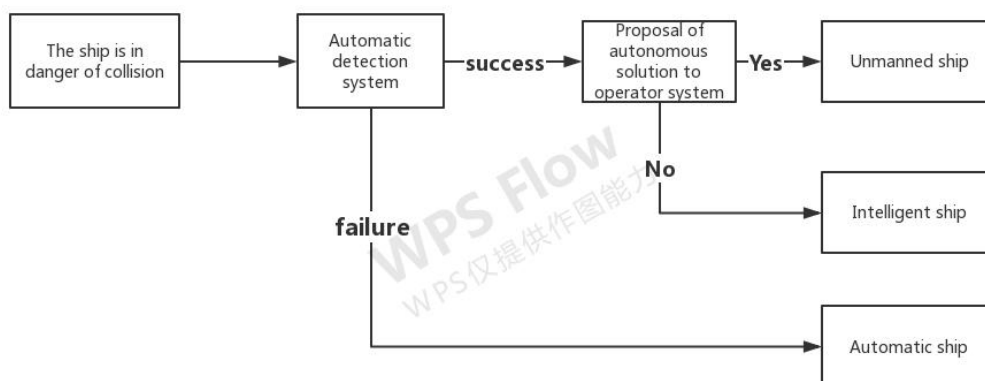 The ship is in
danger of collision
Automatic
detection
system
success
Proposal of
autonomous
solution to
operator system
Yes
Unmanned ship
No
Intelligent ship
failure
Automatic ship
WPS Flow
WPS仅提供作图能力